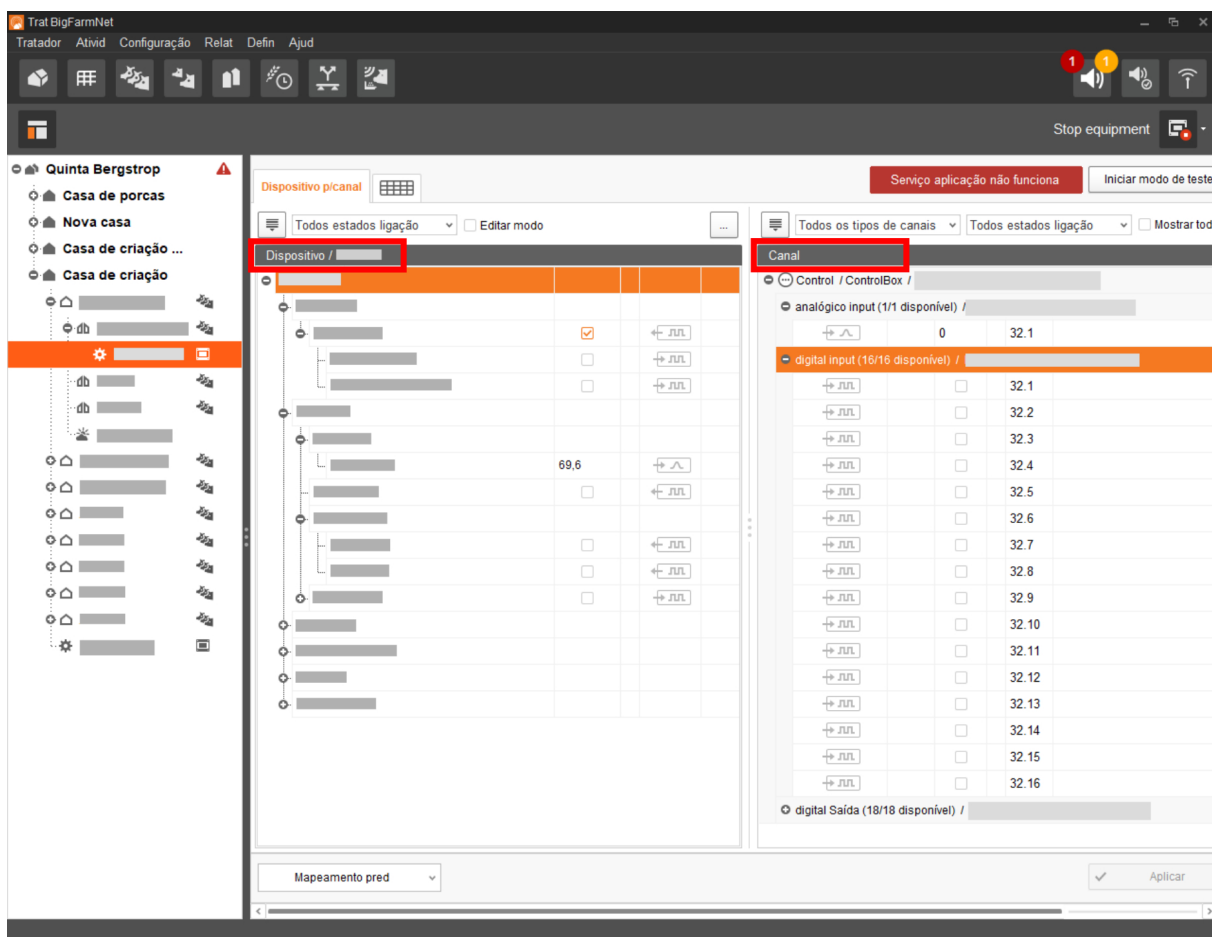 Trat BigFarmNet
Tratador Ativid Configuração Relat Defin Ajud
1 1
Stop equipment
Quinta Bergstrop
Casa de porcas
Nova casa
Casa de criação ...
Casa de criação
Dispositivo p/canal
Serviço aplicação não funciona
Iniciar modo de teste
Todos estados ligação
Editar modo
...
Todos os tipos de canais
Todos estados ligação
Mostrar tod
Dispositivo /
Canal
Control / ControlBox /
analógico input (1/1 disponível) /
0 32.1
digital input (16/16 disponível) /
32.1
32.2
32.3
69,6
32.4
32.5
32.6
32.7
32.8
32.9
32.10
32.11
32.12
32.13
32.14
32.15
32.16
digital Saída (18/18 disponível) /
Mapeamento pred
Aplicar